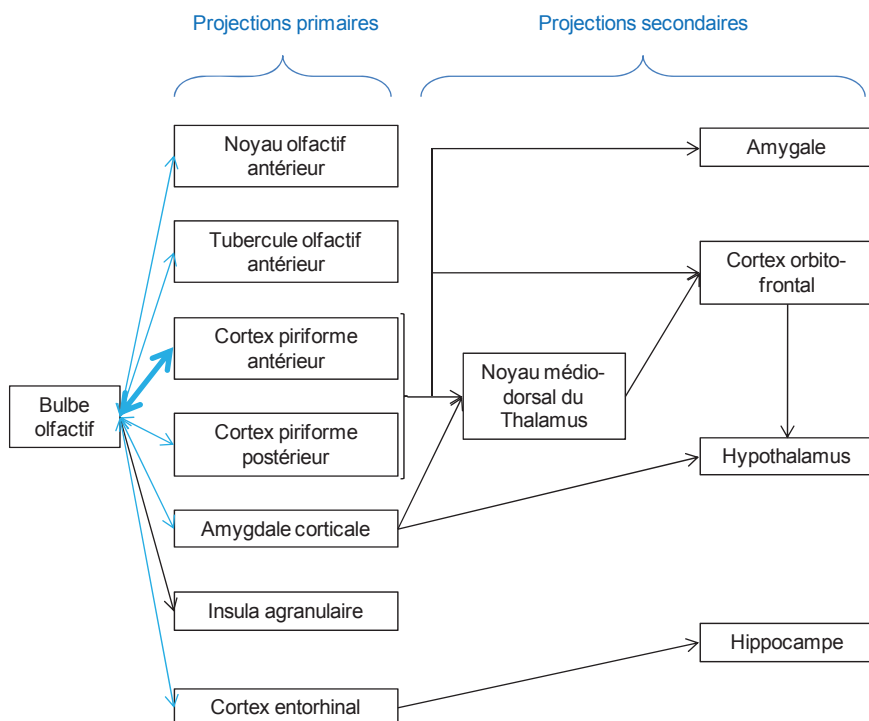 Projections primaires
Projections secondaires
Noyau olfactif
antérieur
Amygale
Tubercule olfactif
antérieur
Cortex orbito-
frontal
Cortex piriforme
antérieur
Noyau médio-
dorsal du
Thalamus
Bulbe
olfactif
Cortex piriforme
postérieur
Hypothalamus
Amygdale corticale
Insula agranulaire
Hippocampe
Cortex entorhinal